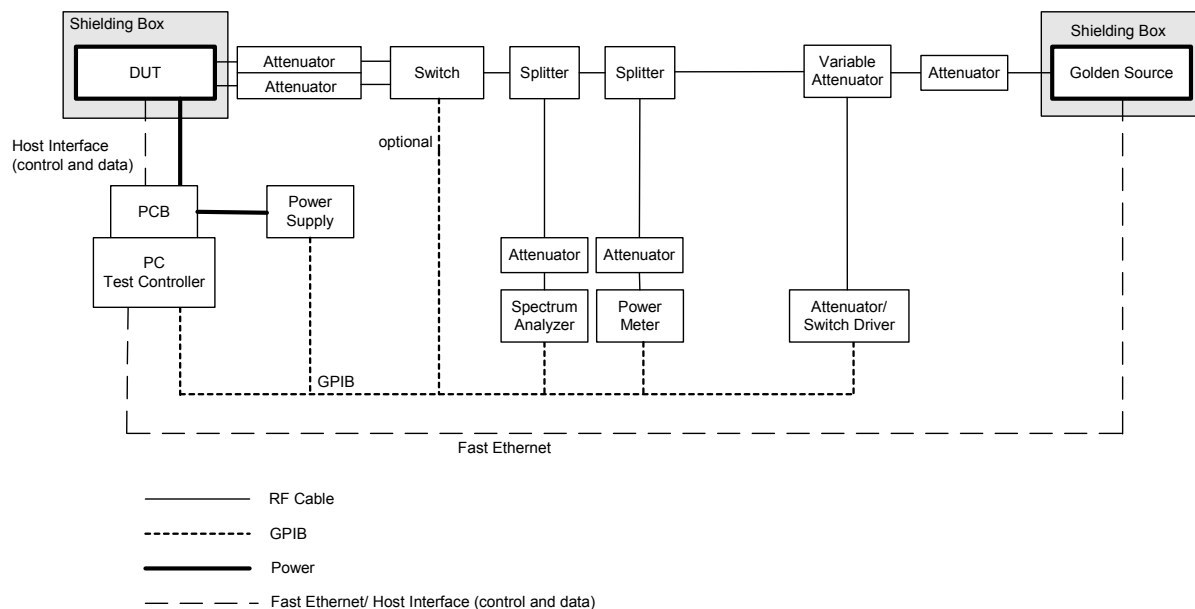 Shielding Box
DUT
Attenuator
Attenuator
Switch
Splitter
Splitter
Variable
Attenuator
Attenuator
Shielding Box
Golden Source
Host Interface
(control and data)
optional
PCB
Power
Supply
PC
Test Controller
Attenuator
Attenuator
Spectrum
Analyzer
Power
Meter
Attenuator/
Switch Driver
GPIB
Fast Ethernet
RF Cable
GPIB
Power
Fast Ethernet/ Host Interface (control and data)